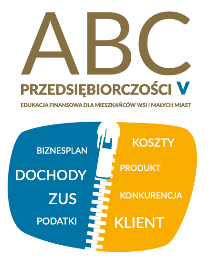 ABC
PRZEDSIĘBIORCZOŚCI V
EDUKACJA FINANSOWA DLA MIESZKAŃCÓW WSI I MAŁYCH MIAST
BIZNESPLAN
DOCHODY
ZUS
PODATKI
KOSZTY
PRODUKT
KONKURENCJA
KLIENT